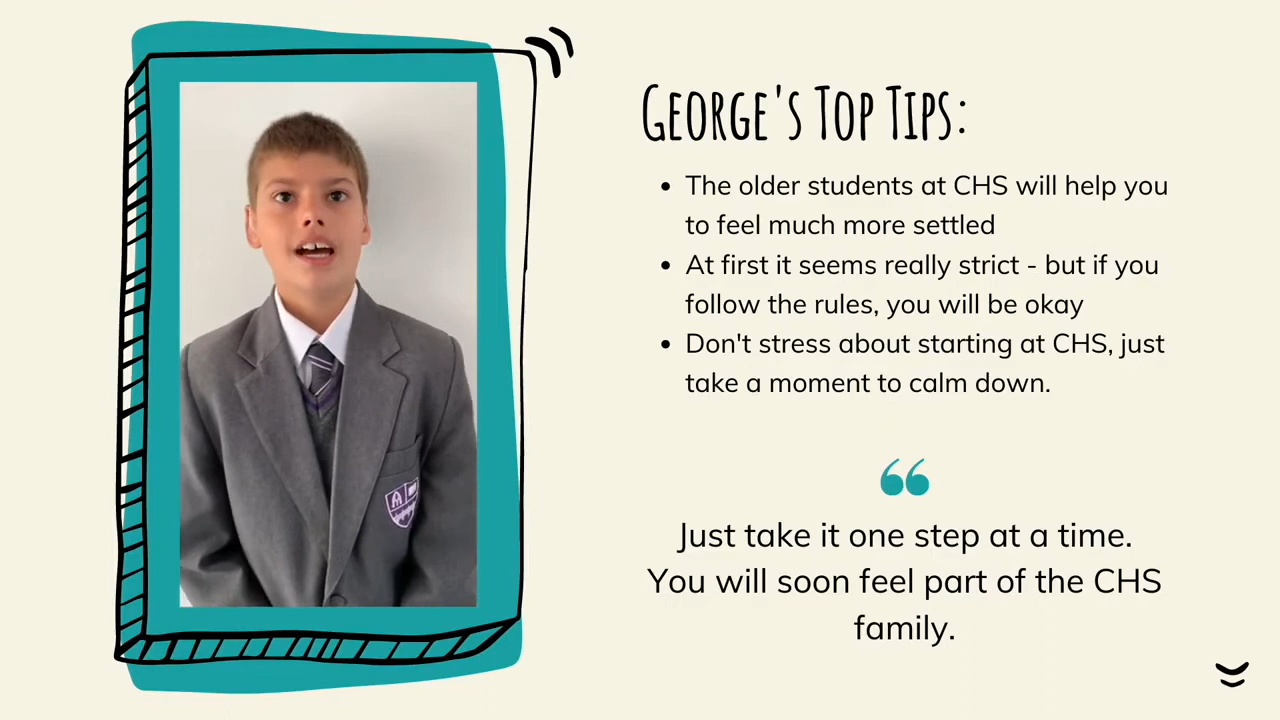 George's Top Tips:
• The older students at CHS will help you
to feel much more settled
• At first it seems really strict - but if you
follow the rules, you will be okay
• Don't stress about starting at CHS, just
take a moment to calm down.
“
Just take it one step at a time.
You will soon feel part of the CHS
family.